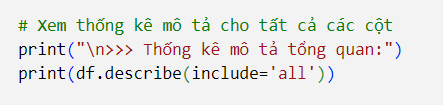 # Xem thống kê mô tả cho tất cả các cột
print("\n>>> Thống kê mô tả tổng quan:")
print(df.describe(include='all'))